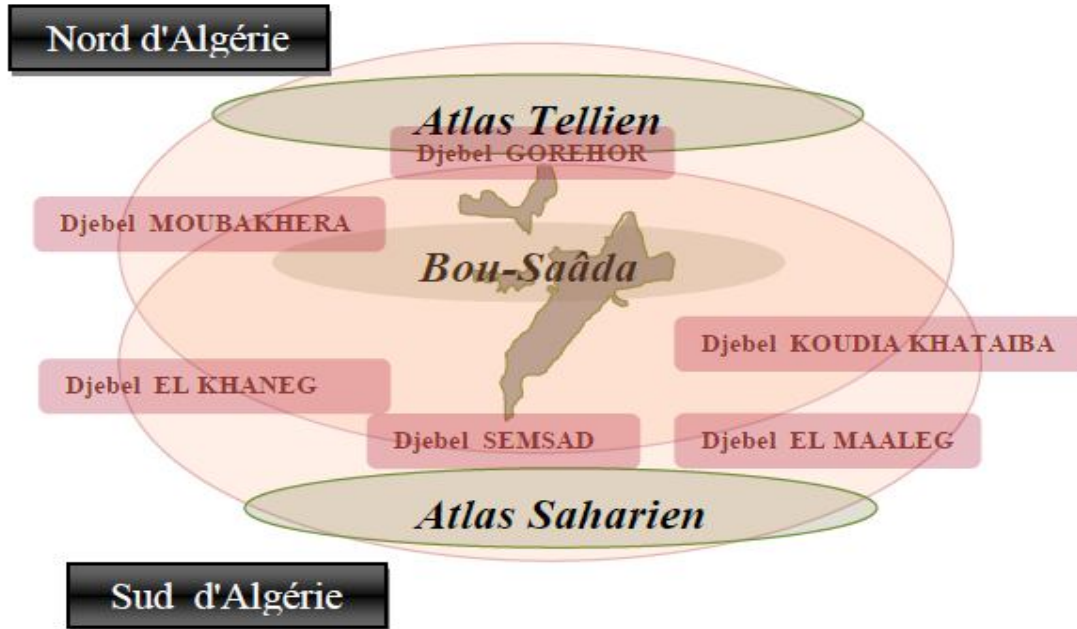 Nord d'Algérie
Atlas Tellien
Djebel GOREHOR
Djebel MOUBAKHERA
Bou-Saâda
Djebel KOUDIA KHATAIBA
Djebel EL KHANEG
Djebel SEMSAD
Djebel EL MAALEG
Atlas Saharien
Sud d'Algérie